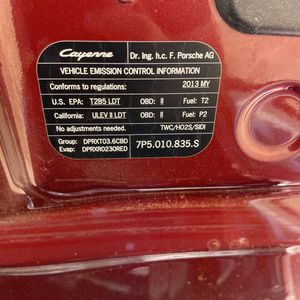 Cayenne Dr. Ing. h.c. F. Porsche AG
VEHICLE EMISSION CONTROL INFORMATION
Conforms to regulations: 2013 MY
U.S. EPA: T2B5 LDT OBD: II Fuel: T2
California: ULEV II LDT OBD: II Fuel: P2
No adjustments needed. TWC/HO2S/SIDI
Group: DPRXT03.6CBD
Evap: DPRXR0230RED
7P5.010.835.S